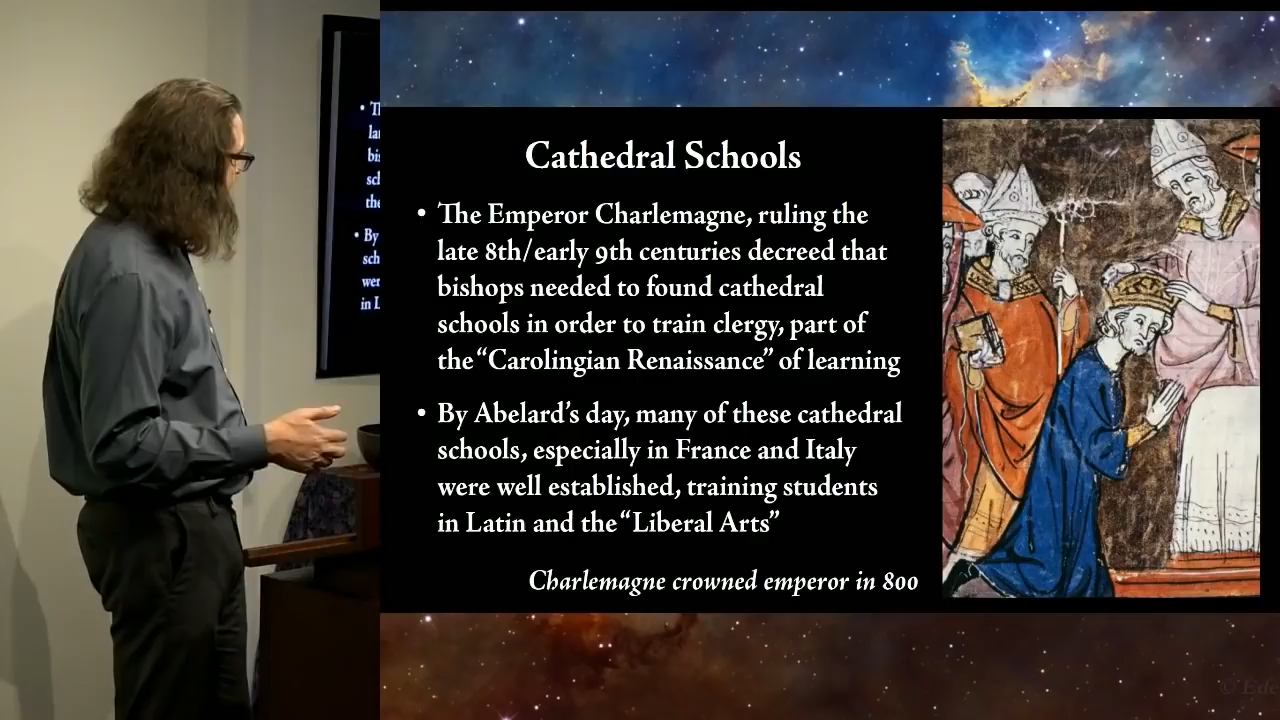 Cathedral Schools
• The Emperor Charlemagne, ruling the
late 8th/early 9th centuries decreed that
bishops needed to found cathedral
schools in order to train clergy, part of
the “Carolingian Renaissance” of learning
• By Abelard’s day, many of these cathedral
schools, especially in France and Italy
were well established, training students
in Latin and the “Liberal Arts”
Charlemagne crowned emperor in 800
• By
in L